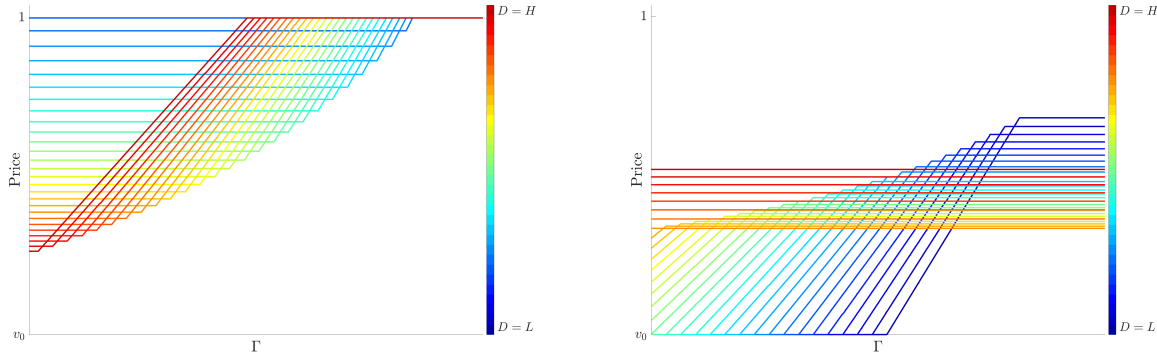 1
Price
v₀
Γ
D = H
D = L
1
Price
v₀
Γ
D = H
D = L